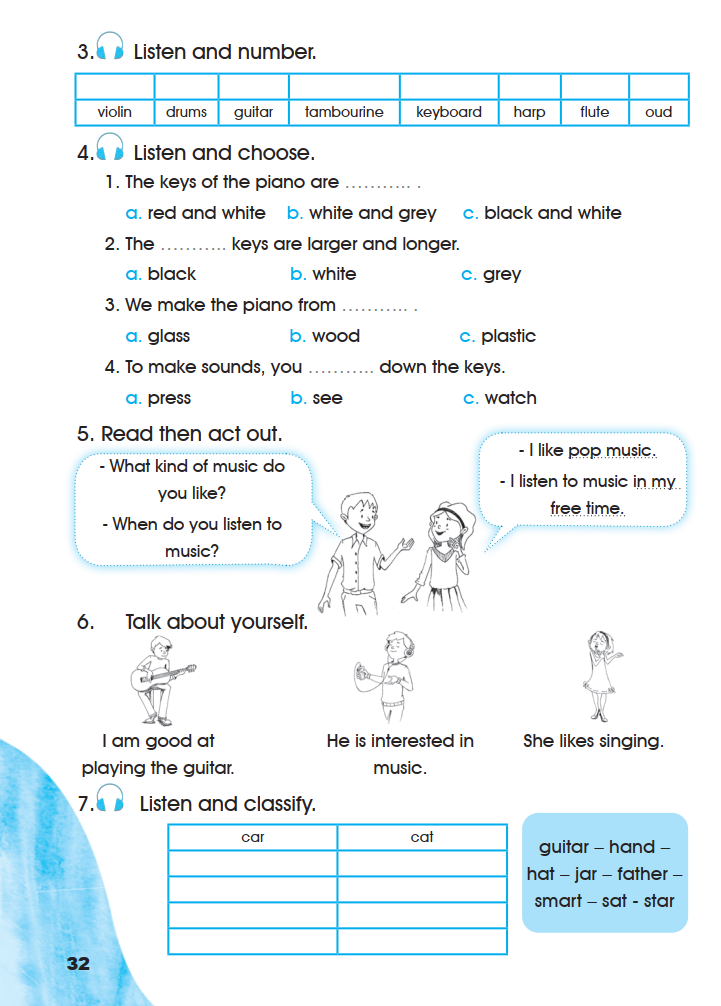 3. Listen and number.
violin drums guitar tambourine keyboard harp flute oud
4. Listen and choose.
1. The keys of the piano are ........... .
a. red and white b. white and grey c. black and white
2. The ........... keys are larger and longer.
a. black b. white c. grey
3. We make the piano from ........... .
a. glass b. wood c. plastic
4. To make sounds, you ........... down the keys.
a. press b. see c. watch
5. Read then act out.
- What kind of music do
you like?
- When do you listen to
music?
- I like pop music.
- I listen to music in my
free time.
6. Talk about yourself.
I am good at
playing the guitar.
He is interested in
music.
She likes singing.
7. Listen and classify.
car cat
guitar – hand –
hat – jar – father –
smart – sat - star
32